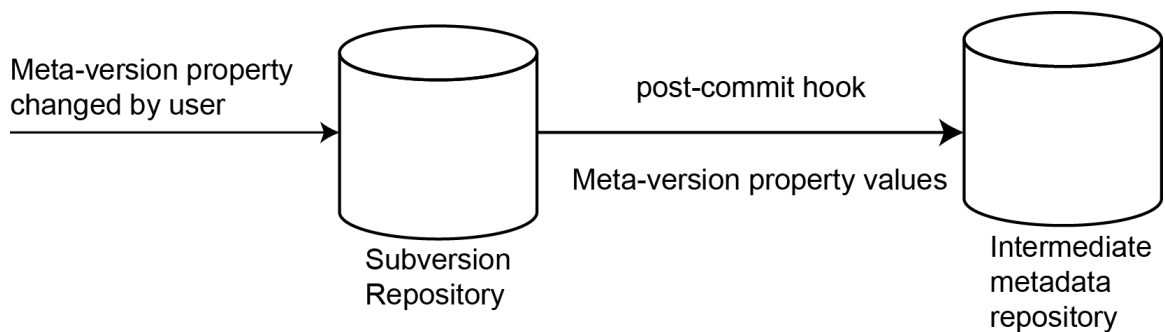 Meta-version property
changed by user
post-commit hook
Meta-version property values
Subversion
Repository
Intermediate
metadata
repository